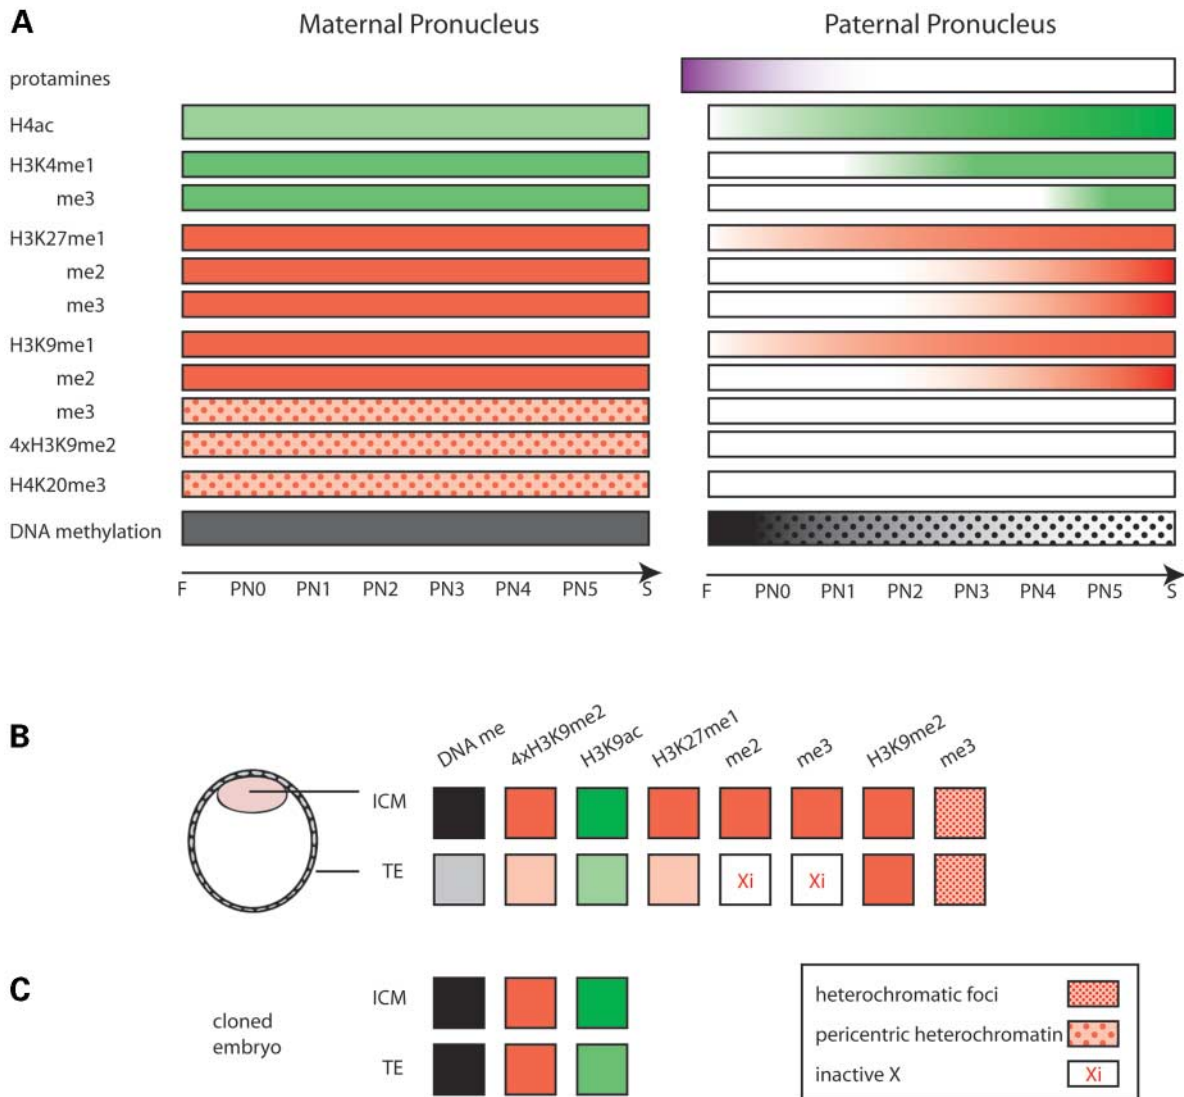 A
Maternal Pronucleus
Paternal Pronucleus
protamines
H4ac
H3K4me1
me3
H3K27me1
me2
me3
H3K9me1
me2
me3
4xH3K9me2
H4K20me3
DNA methylation
F PN0 PN1 PN2 PN3 PN4 PN5 S
F PN0 PN1 PN2 PN3 PN4 PN5 S
B
DNA me
4xH3K9me2
H3K9ac
H3K27me1
me2
me3
H3K9me2
me3
ICM
TE
Xi
Xi
C
cloned
embryo
ICM
TE
heterochromatic foci
pericentric heterochromatin
inactive X
Xi